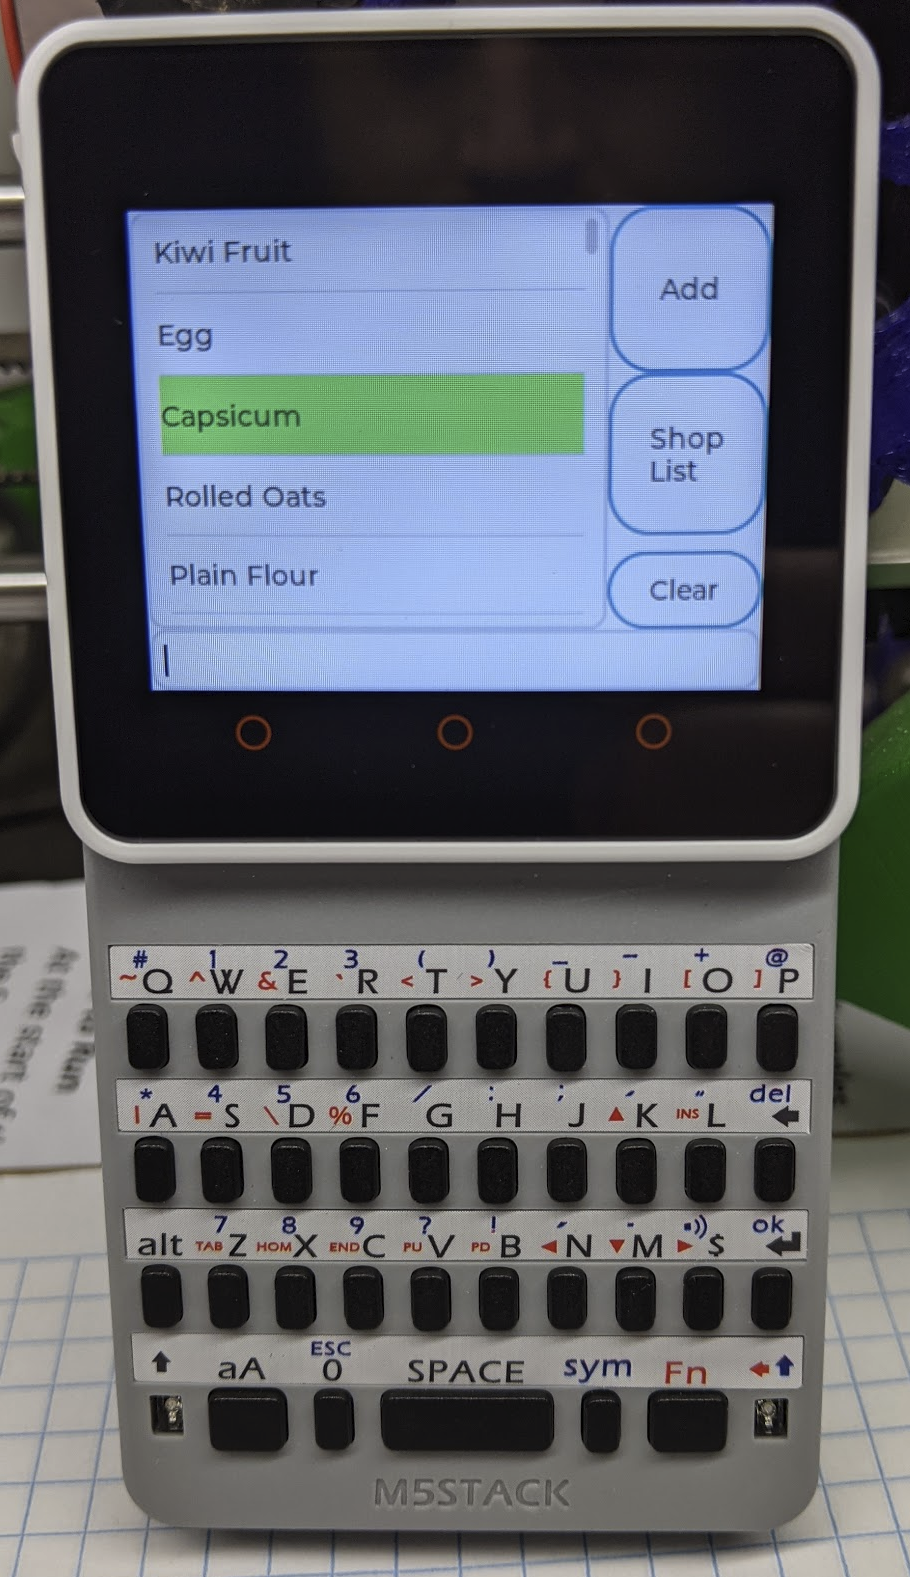 Kiwi Fruit
Egg
Capsicum
Rolled Oats
Plain Flour
Add
Shop
List
Clear
# 1 2 3 ( ) _ - + @
~ Q ^ W & E ` R < T > Y { U } I [ O ] P
* 4 5 6 / : ; ´ " del
| A = S \ D % F G H J ▲ K INS L ←
7 8 9 ? ! ok
alt TAB Z HOM X END C PU V PD B ◀ N ▼ M ▶ $ ↵
ESC
↑ aA 0 SPACE sym Fn ← ↑
M5STACK
At the start of